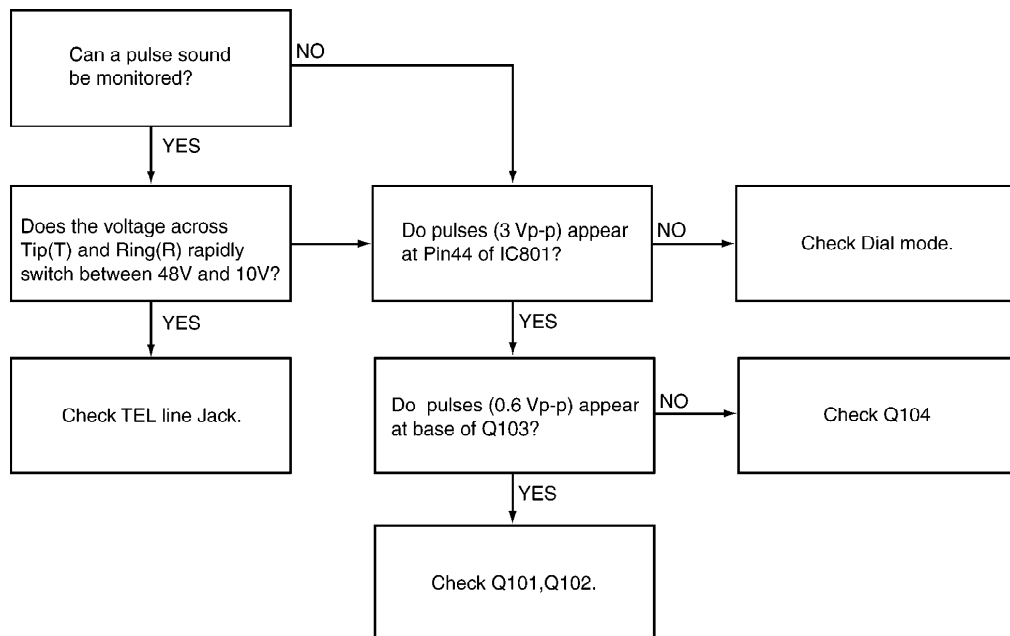 Can a pulse sound
be monitored?
NO
YES
Does the voltage across
Tip(T) and Ring(R) rapidly
switch between 48V and 10V?
Do pulses (3 Vp-p) appear
at Pin44 of IC801?
NO
Check Dial mode.
YES
YES
Check TEL line Jack.
Do pulses (0.6 Vp-p) appear
at base of Q103?
NO
Check Q104
YES
Check Q101,Q102.